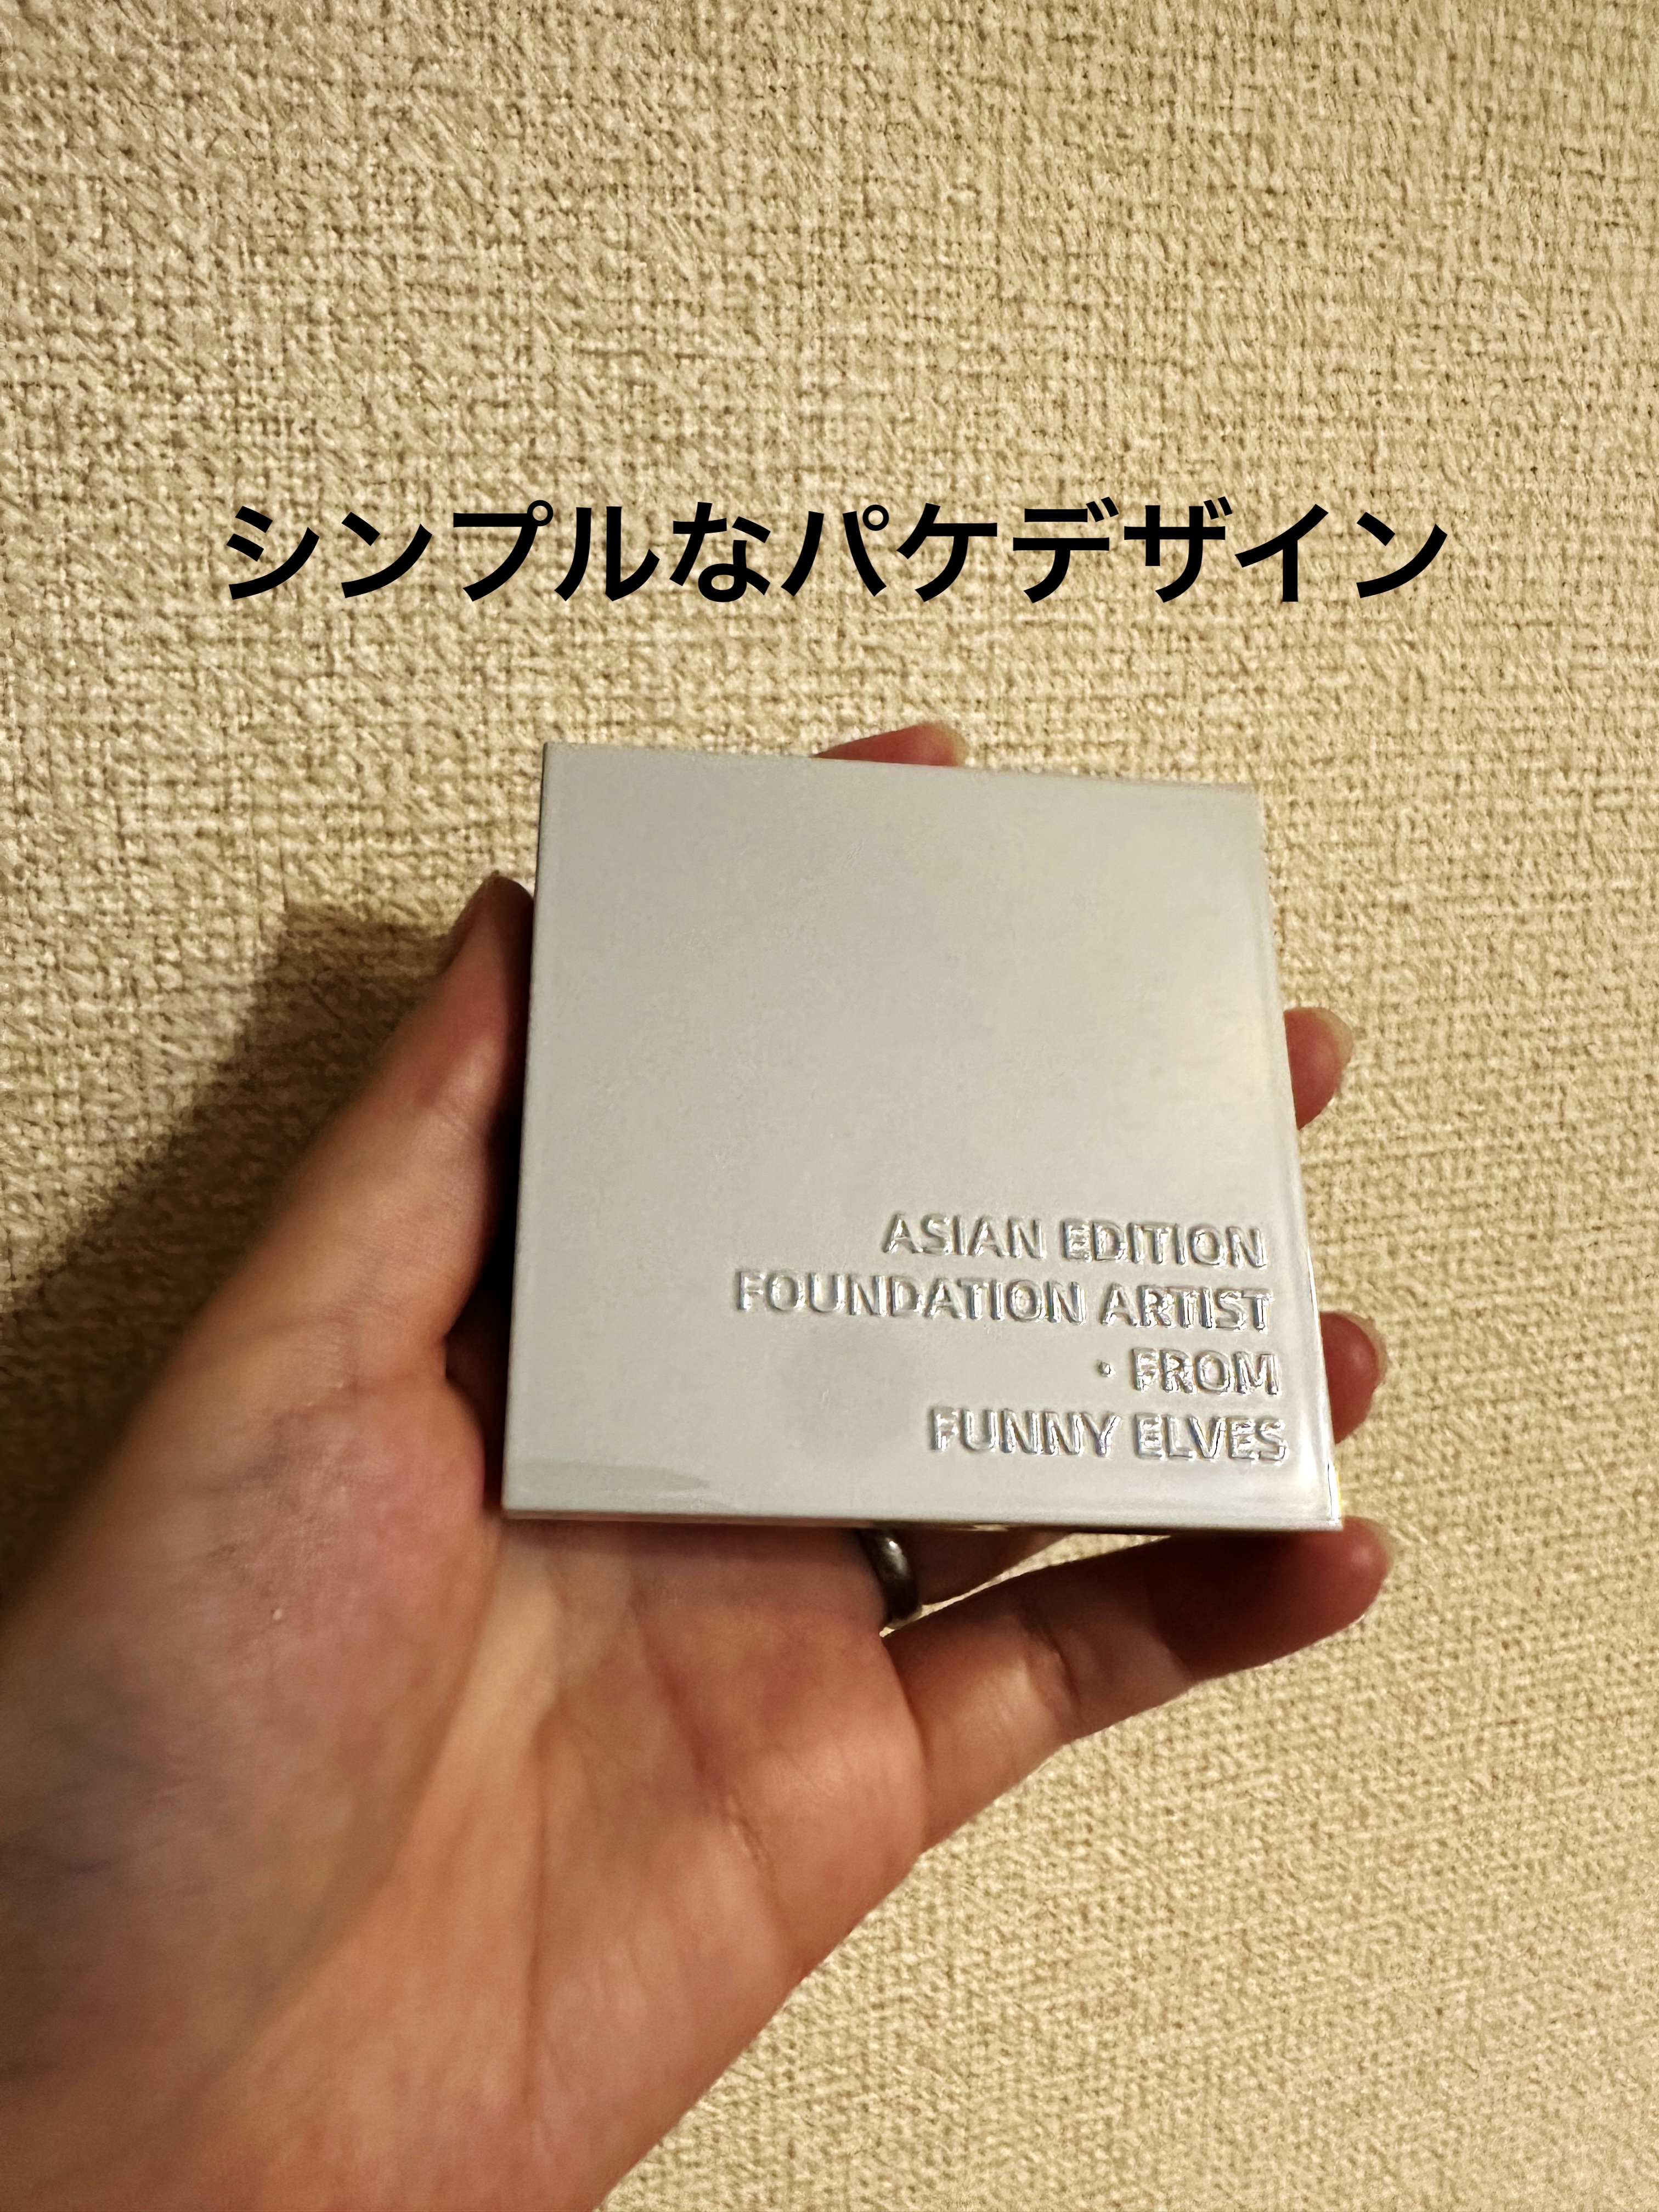 シンプルなパケデザイン
ASIAN EDITION
FOUNDATION ARTIST
· FROM
FUNNY ELVES